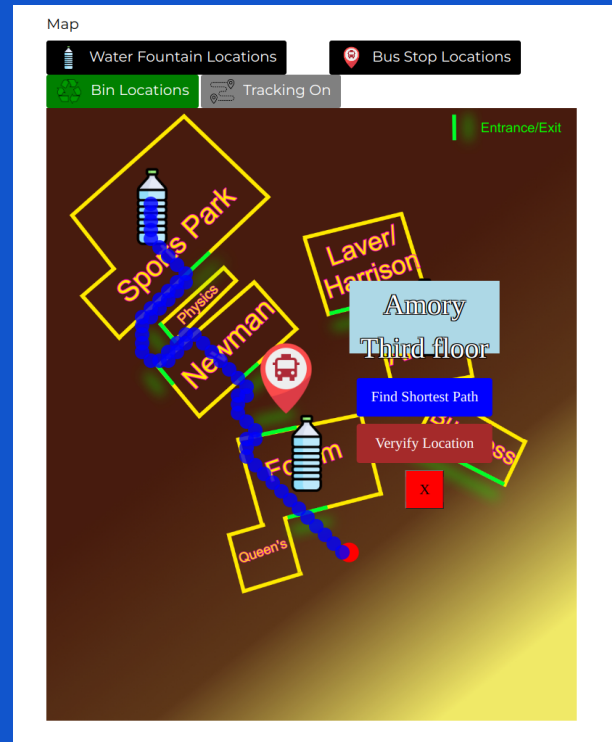 Map
Water Fountain Locations
Bus Stop Locations
Bin Locations
Tracking On
Entrance/Exit
Sports Park
Laver/
Harrison
Physics
Newman
Amory
Third floor
Find Shortest Path
Veryify Location
X
Queen's